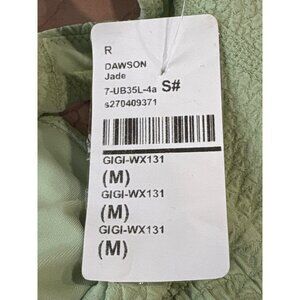 R
DAWSON
Jade
7-UB35L-4a S#
s270409371
GIGI-WX131
(M)
GIGI-WX131
(M)
GIGI-WX131
(M)